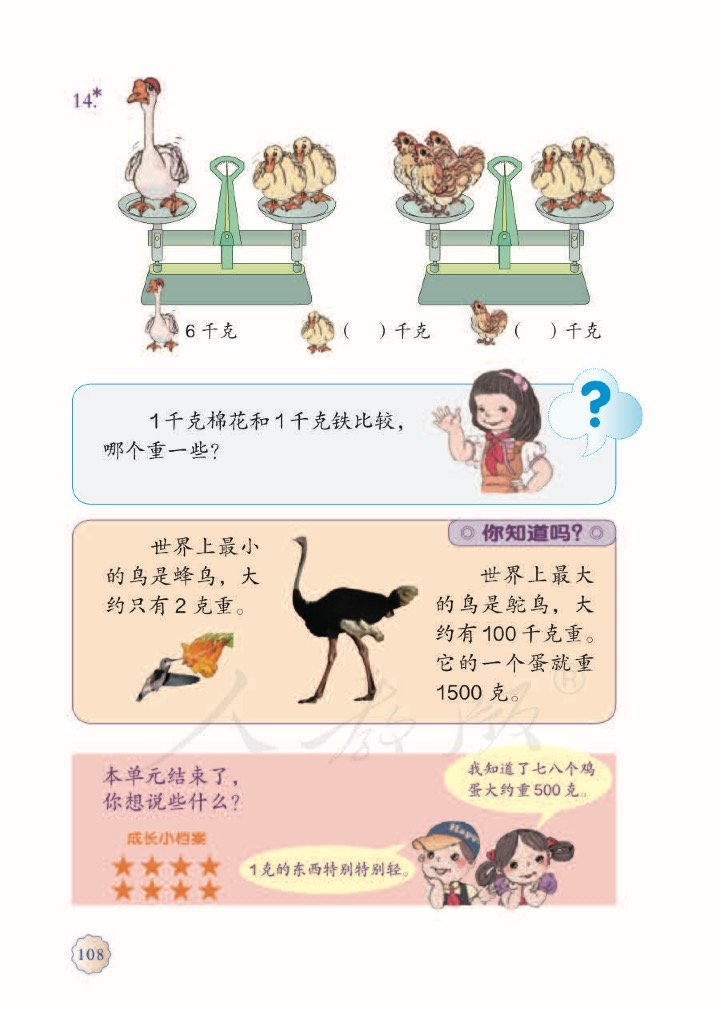 14.*
6 千克
( ) 千克
( ) 千克
1千克棉花和1千克铁比较,
哪个重一些?
?
你知道吗?
世界上最小
的鸟是蜂鸟,大
约只有 2 克重。
世界上最大
的鸟是鸵鸟,大
约有 100 千克重。
它的一个蛋就重
1500 克。
人教版
®
本单元结束了,
你想说些什么?
成长小档案
我知道了七八个鸡
蛋大约重 500 克。
1克的东西特别特别轻。
108